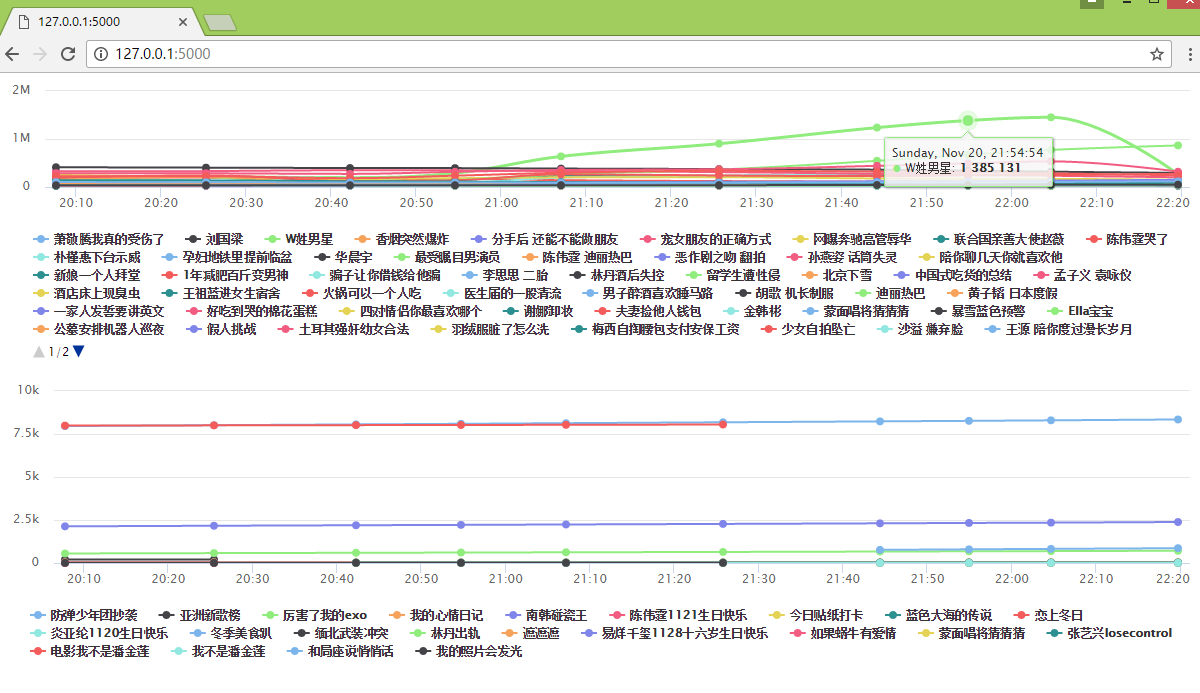 127.0.0.1:5000
127.0.0.1:5000
2M
1M
0
Sunday, Nov 20, 21:54:54
W姓男星: 1 385 131
20:10 20:20 20:30 20:40 20:50 21:00 21:10 21:20 21:30 21:40 21:50 22:00 22:10 22:20
萧敬腾我真的受伤了 刘国梁 W姓男星 香烟突然爆炸 分手后 还能不能做朋友 宠女朋友的正确方式 网曝奔驰高管辱华 联合国亲善大使赵薇 陈伟霆哭了
朴槿惠下台示威 孕妇地铁里提前临盆 华晨宇 最受瞩目男演员 陈伟霆 迪丽热巴 恶作剧之吻 翻拍 孙燕姿 话筒失灵 陪你聊几天你就喜欢他
新娘一个人拜堂 1年减肥百斤变男神 骗子让你借钱给他骗 李思思 二胎 林丹酒后失控 留学生遭性侵 北京下雪 中国式吃货的总结 孟子义 袁咏仪
酒店床上现臭虫 王祖蓝进女生宿舍 火锅可以一个人吃 医生届的一股清流 男子醉酒喜欢睡马路 胡歌 机长制服 迪丽热巴 黄子韬 日本度假
一家人发誓要讲英文 好吃到哭的棉花蛋糕 四对情侣你最喜欢哪个 谢娜卸妆 夫妻捡他人钱包 金韩彬 蒙面唱将猜猜猜 暴雪蓝色预警 Ella宝宝
公墓安排机器人巡夜 假人挑战 土耳其强奸幼女合法 羽绒服脏了怎么洗 梅西自掏腰包支付安保工资 少女自拍坠亡 沙溢 嫌弃脸 王源 陪你度过漫长岁月
1/2
10k
7.5k
5k
2.5k
0
20:10 20:20 20:30 20:40 20:50 21:00 21:10 21:20 21:30 21:40 21:50 22:00 22:10 22:20
防弹少年团抄袭 亚洲新歌榜 厉害了我的exo 我的心情日记 南韩碰瓷王 陈伟霆1121生日快乐 今日贴纸打卡 蓝色大海的传说 恋上冬日
炎亚纶1120生日快乐 冬季美食趴 缅北武装冲突 林丹出轨 逝逝逝 易烊千玺1128十六岁生日快乐 如果蜗牛有爱情 蒙面唱将猜猜猜 张艺兴losecontrol
电影我不是潘金莲 我不是潘金莲 和局座说悄悄话 我的照片会发光